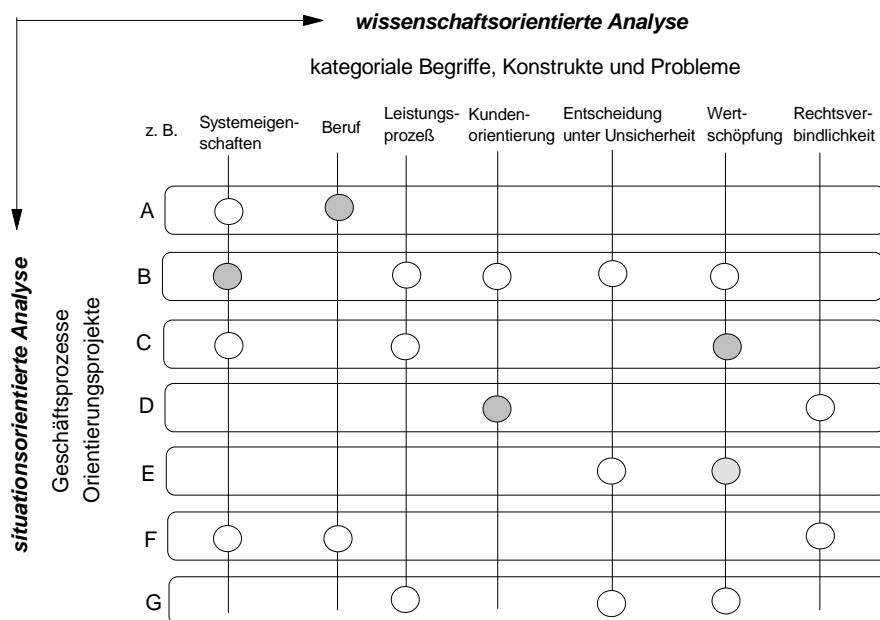 wissenschaftsorientierte Analyse
kategoriale Begriffe, Konstrukte und Probleme
z. B.
Systemeigen-
schaften
Beruf
Leistungs-
prozeß
Kunden-
orientierung
Entscheidung
unter Unsicherheit
Wert-
schöpfung
Rechtsver-
bindlichkeit
A
B
C
D
E
F
G
situationsorientierte Analyse
Geschäftsprozesse
Orientierungsprojekte